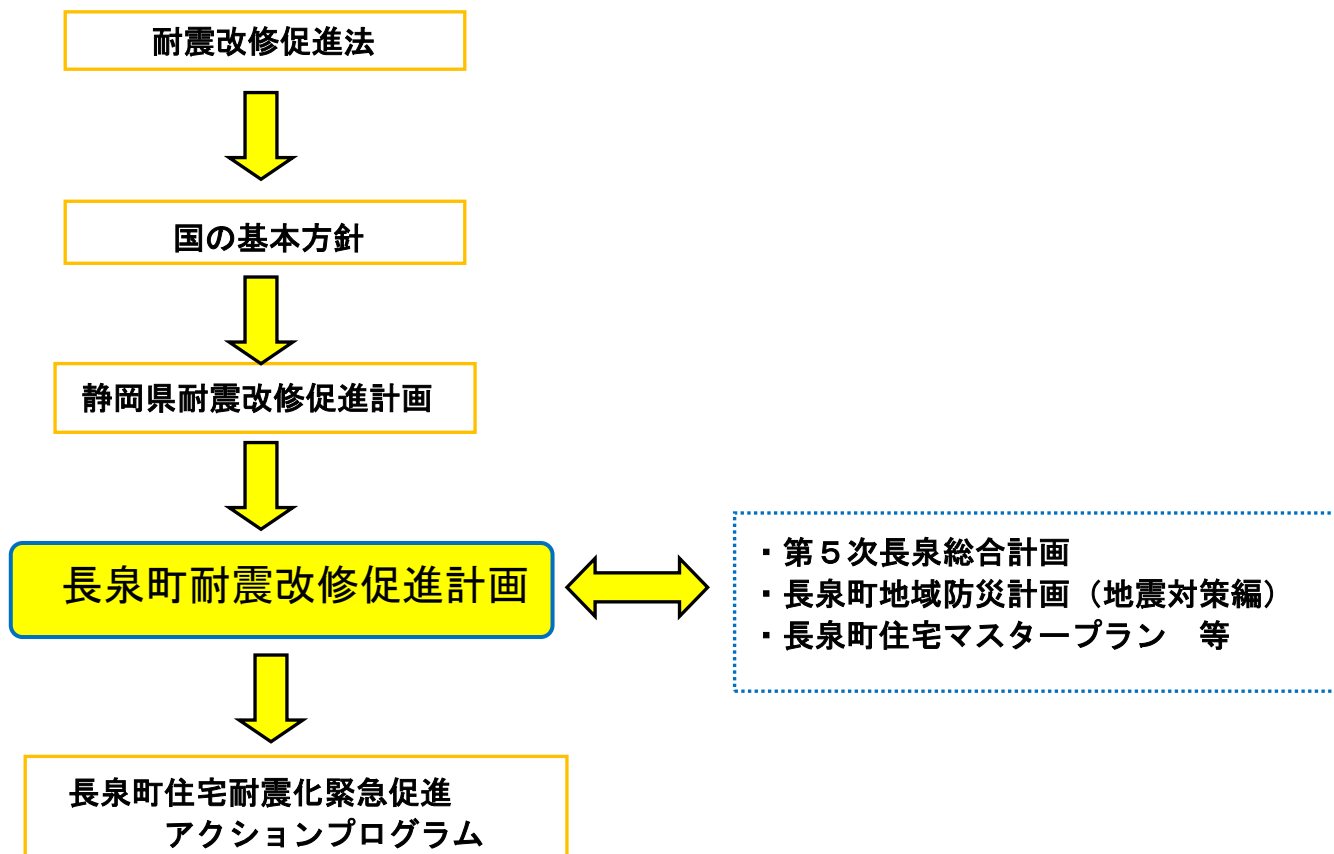 耐震改修促進法
国の基本方針
静岡県耐震改修促進計画
長泉町耐震改修促進計画
・第５次長泉総合計画
・長泉町地域防災計画（地震対策編）
・長泉町住宅マスタープラン　等
長泉町住宅耐震化緊急促進
アクションプログラム